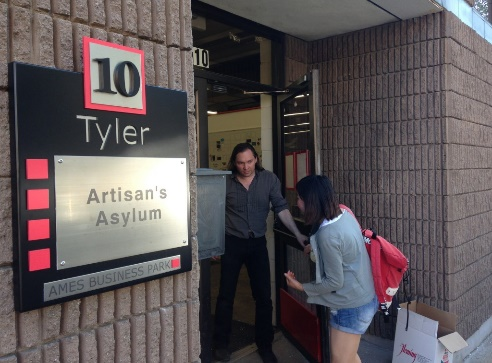 10
Tyler
Artisan's
Asylum
AMES BUSINESS PARK
10